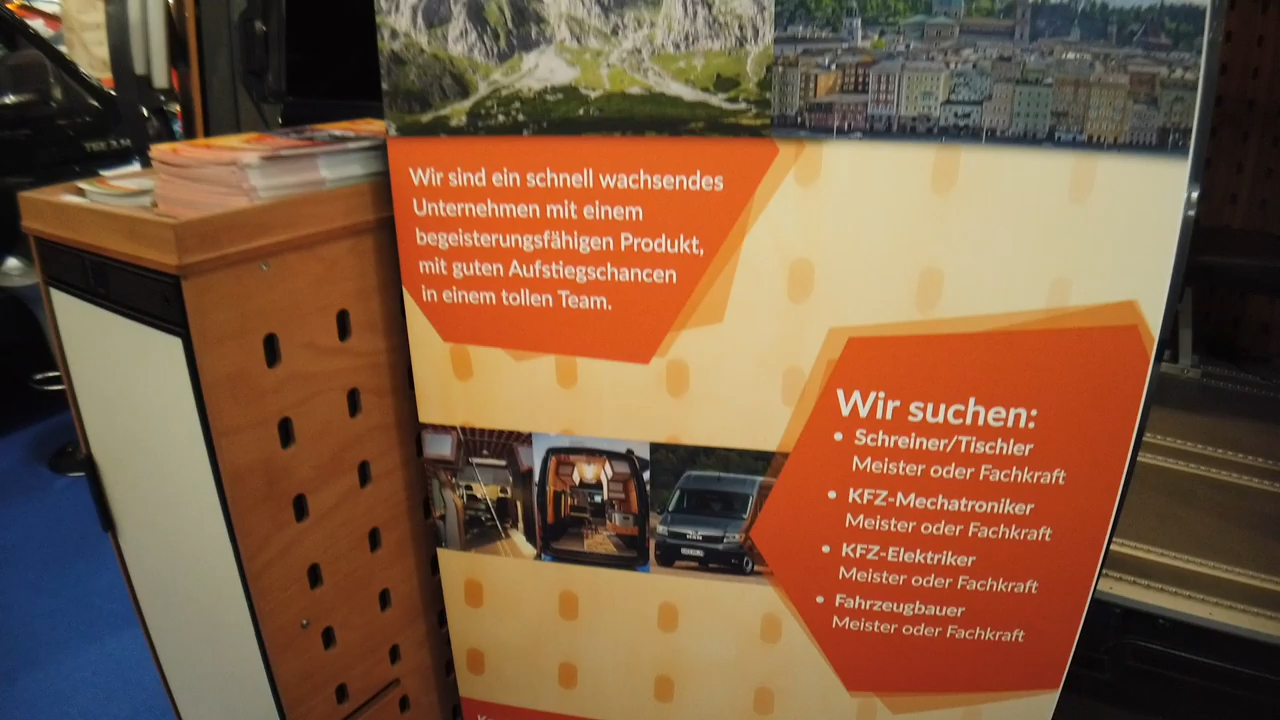 Wir sind ein schnell wachsendes
Unternehmen mit einem
begeisterungsfähigen Produkt,
mit guten Aufstiegschancen
in einem tollen Team.
Wir suchen:
• Schreiner/Tischler
Meister oder Fachkraft
• KFZ-Mechatroniker
Meister oder Fachkraft
• KFZ-Elektriker
Meister oder Fachkraft
• Fahrzeugbauer
Meister oder Fachkraft
MAN